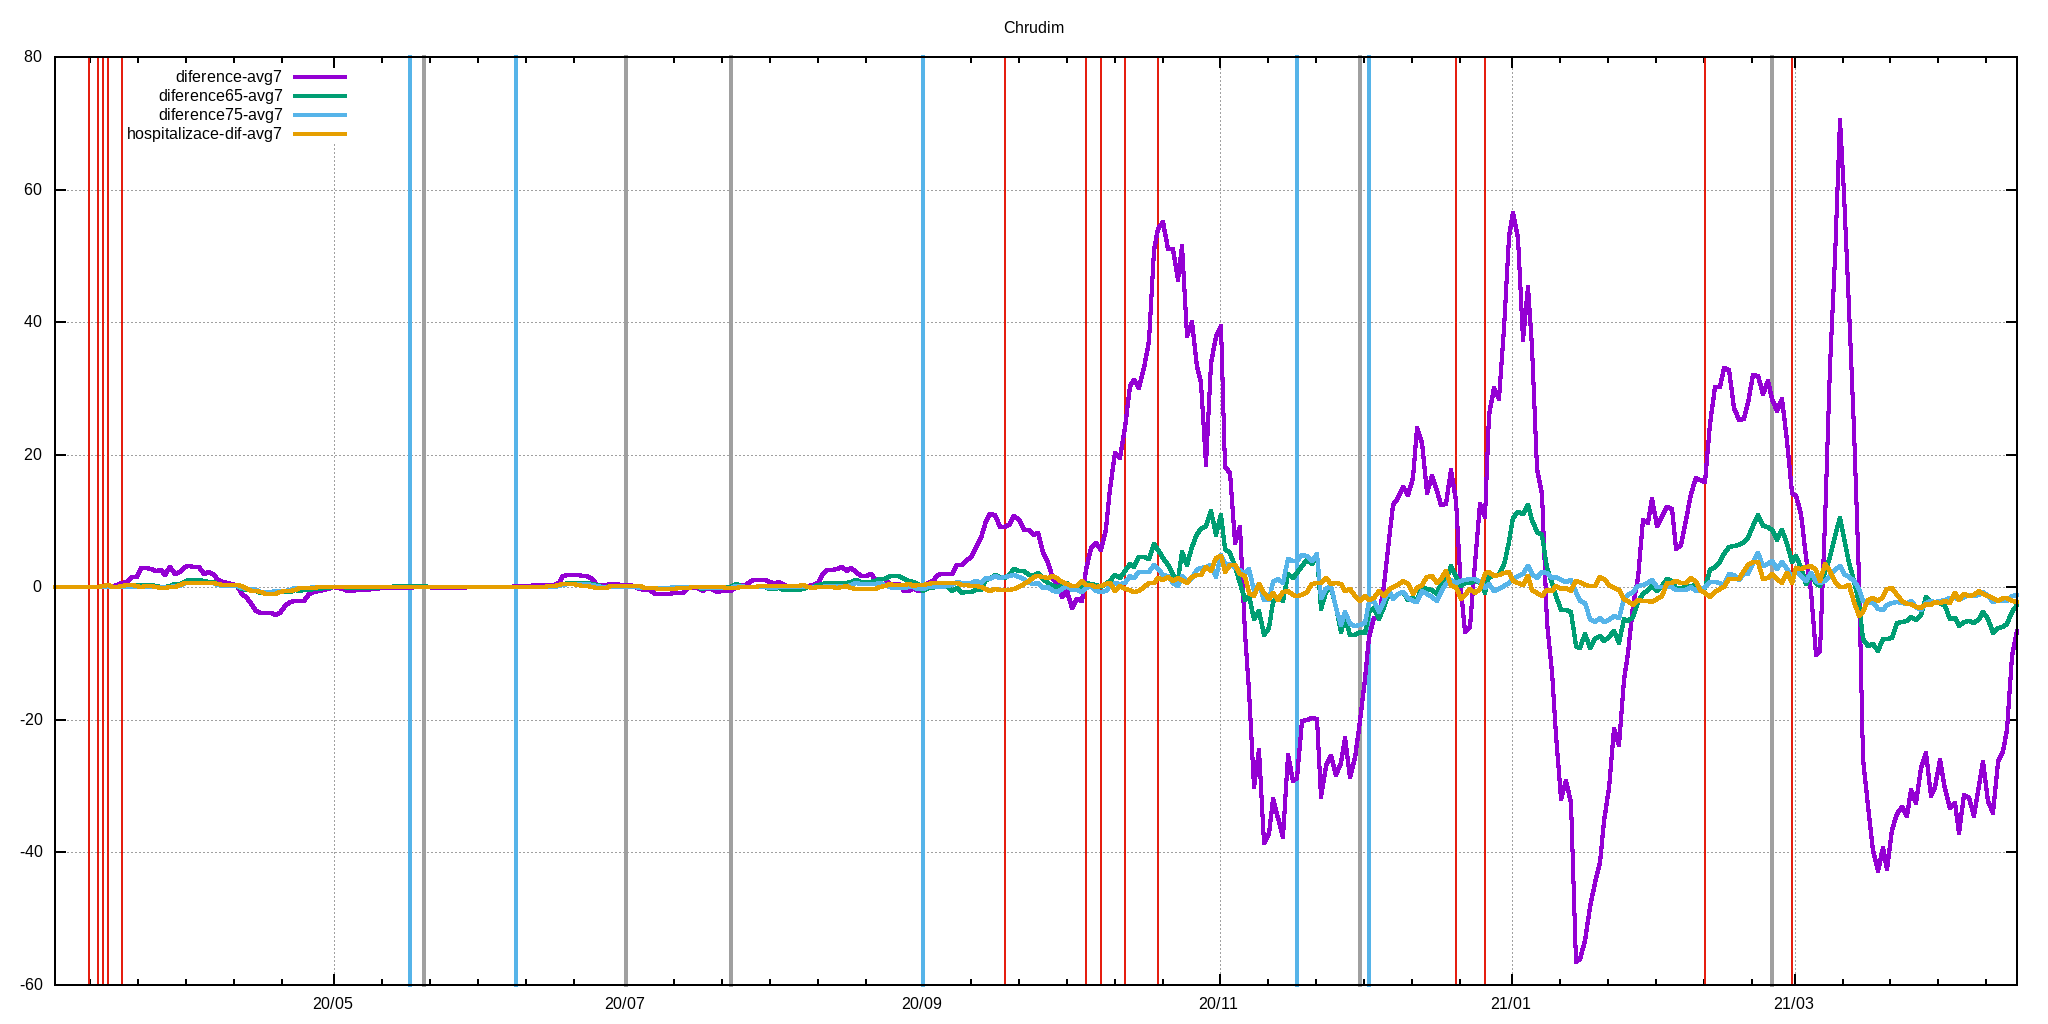 Chrudim
80
60
40
20
0
-20
-40
-60
diference-avg7
diference65-avg7
diference75-avg7
hospitalizace-dif-avg7
20/05 20/07 20/09 20/11 21/01 21/03